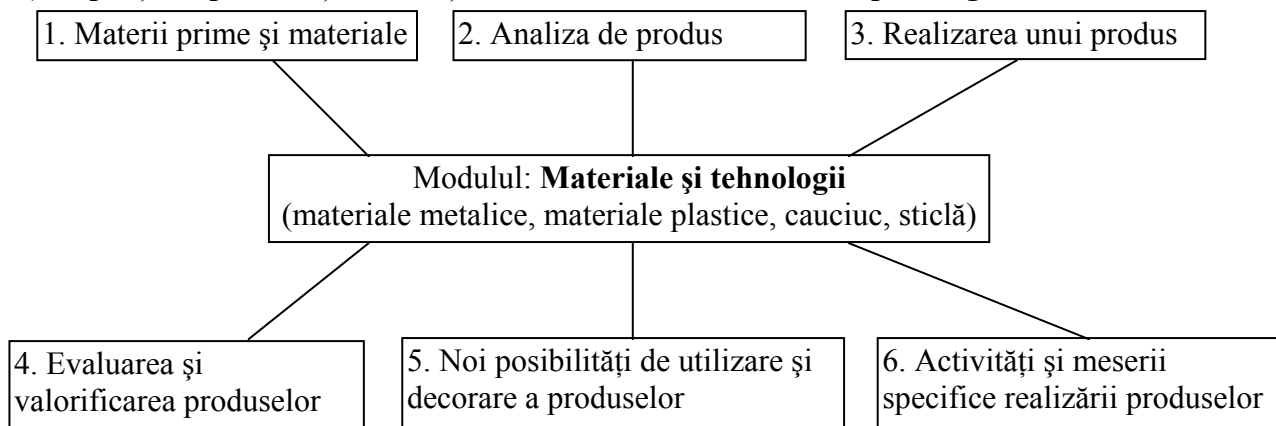 1. Materii prime şi materiale
2. Analiza de produs
3. Realizarea unui produs
Modulul: Materiale şi tehnologii
(materiale metalice, materiale plastice, cauciuc, sticlă)
4. Evaluarea şi
valorificarea produselor
5. Noi posibilități de utilizare şi
decorare a produselor
6. Activități şi meserii
specifice realizării produselor